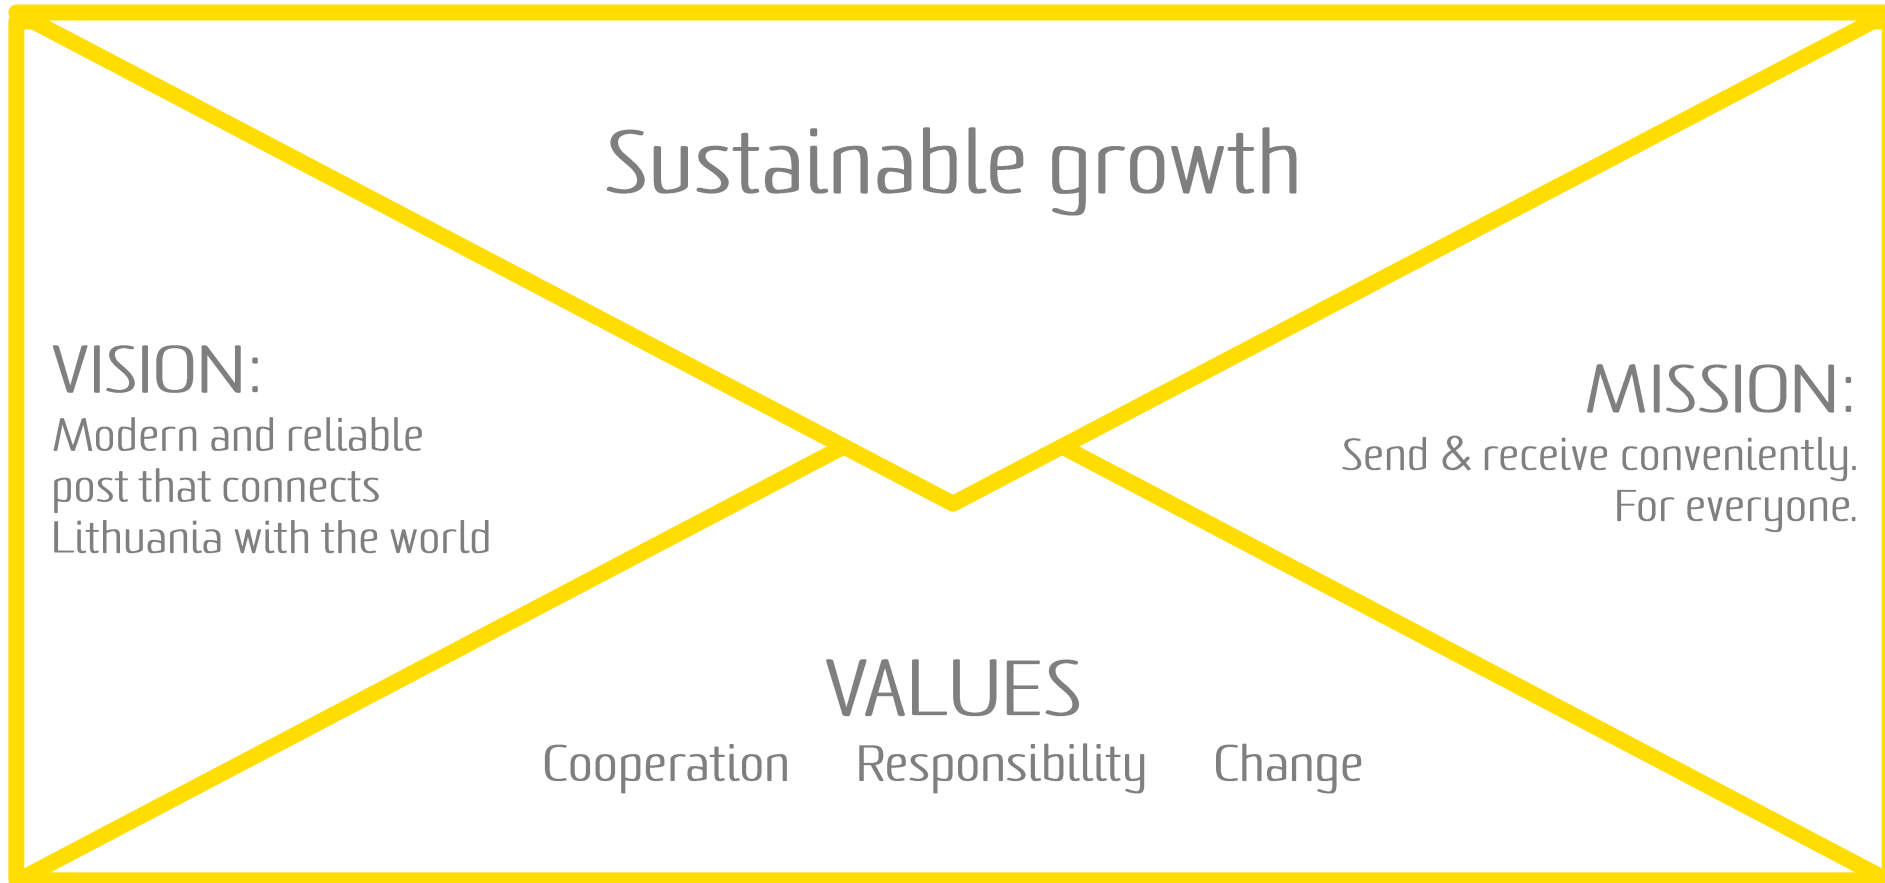 Sustainable growth
VISION:
Modern and reliable
post that connects
Lithuania with the world
MISSION:
Send & receive conveniently.
For everyone.
VALUES
Cooperation Responsibility Change